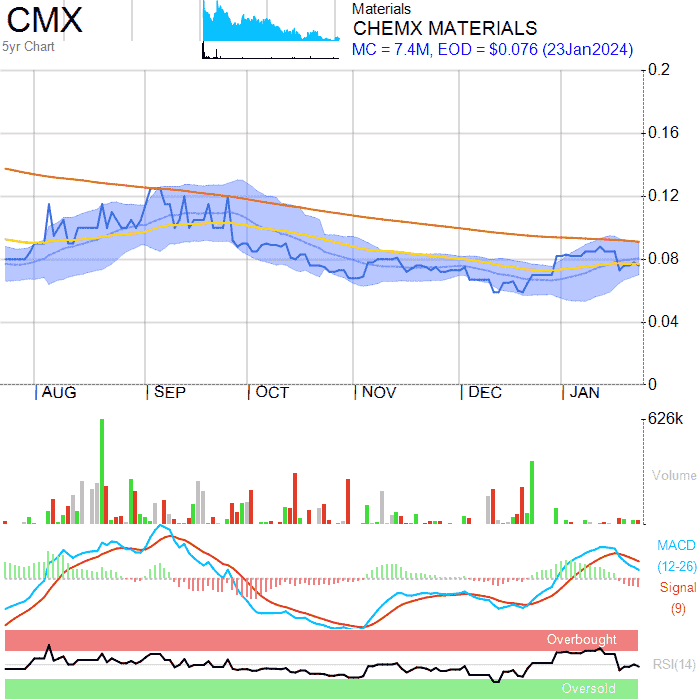 CMX
5yr Chart
Materials
CHEMX MATERIALS
MC = 7.4M, EOD = $0.076 (23Jan2024)
0.2
0.16
0.12
0.08
0.04
0
AUG SEP OCT NOV DEC JAN
626k
Volume
MACD
(12-26)
Signal
(9)
Overbought
RSI(14)
Oversold